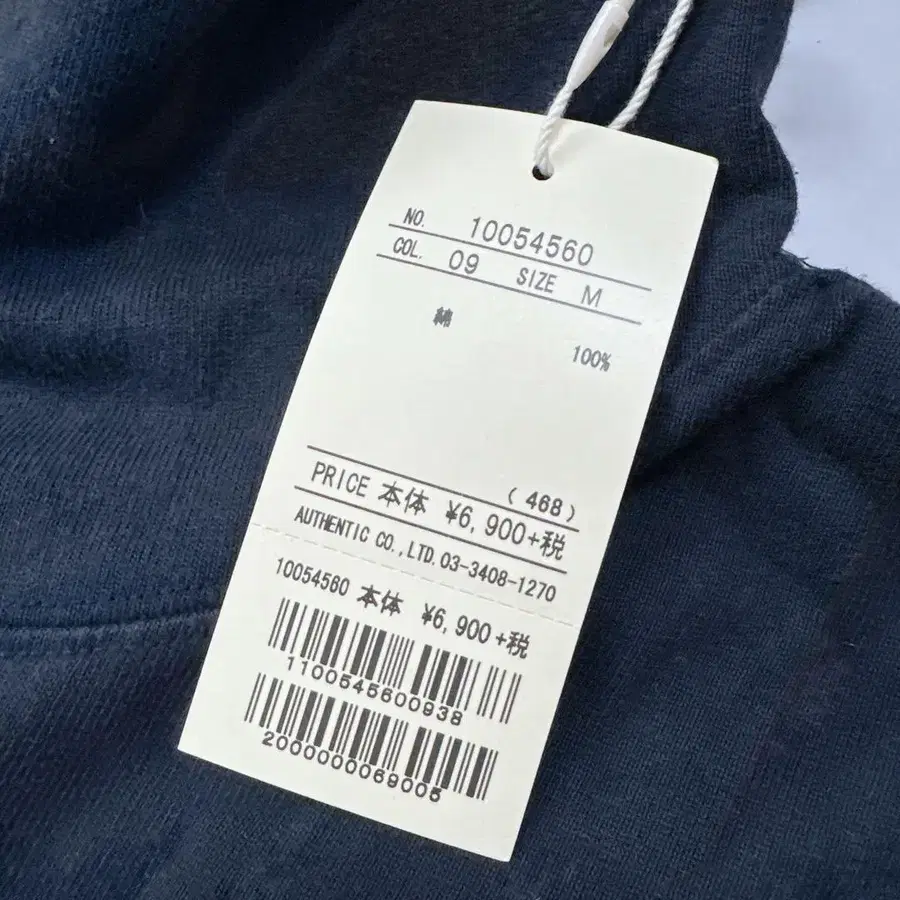 NO. 10054560
COL. 09 SIZE M
綿 100%
(468)
PRICE 本体 ¥6,900+税
AUTHENTIC CO.,LTD.03-3408-1270
10054560 本体 ¥6,900+税
1100545600938
2000000069005